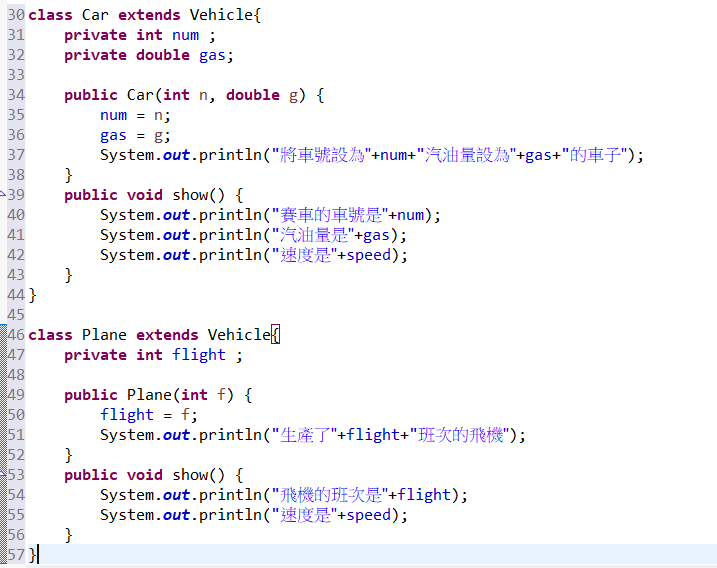 30 class Car extends Vehicle{
31     private int num ;
32     private double gas;
33
34     public Car(int n, double g) {
35         num = n;
36         gas = g;
37         System.out.println("將車號設為"+num+"汽油量設為"+gas+"的車子");
38     }
39     public void show() {
40         System.out.println("賽車的車號是"+num);
41         System.out.println("汽油量是"+gas);
42         System.out.println("速度是"+speed);
43     }
44 }
45
46 class Plane extends Vehicle{
47     private int flight ;
48
49     public Plane(int f) {
50         flight = f;
51         System.out.println("生產了"+flight+"班次的飛機");
52     }
53     public void show() {
54         System.out.println("飛機的班次是"+flight);
55         System.out.println("速度是"+speed);
56     }
57 }